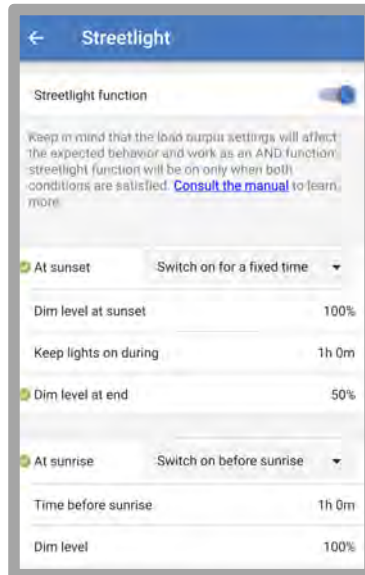 Streetlight
Streetlight function
Keep in mind that the load output settings will affect
the expected behavior and work as an AND function:
streetlight function will be on only when both
conditions are satisfied. Consult the manual to learn
more.
At sunset Switch on for a fixed time
Dim level at sunset 100%
Keep lights on during 1h 0m
Dim level at end 50%
At sunrise Switch on before sunrise
Time before sunrise 1h 0m
Dim level 100%